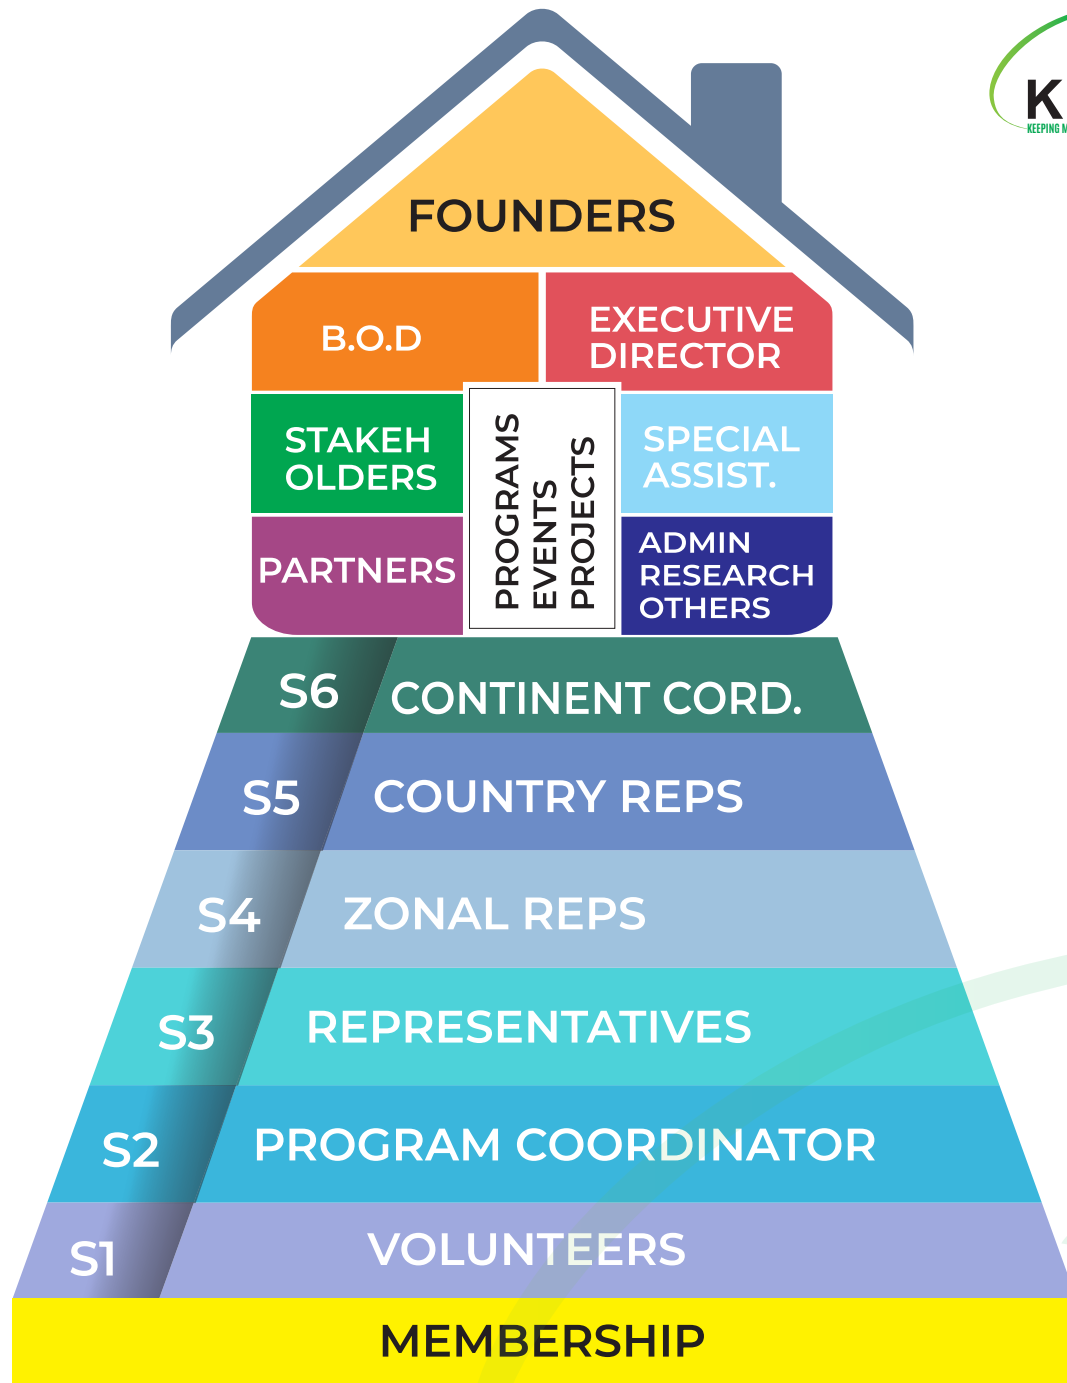 K
KEEPING M
FOUNDERS
B.O.D
EXECUTIVE
DIRECTOR
STAKEH
OLDERS
PROGRAMS
EVENTS
PROJECTS
SPECIAL
ASSIST.
PARTNERS
ADMIN
RESEARCH
OTHERS
S6 CONTINENT CORD.
S5 COUNTRY REPS
S4 ZONAL REPS
S3 REPRESENTATIVES
S2 PROGRAM COORDINATOR
S1 VOLUNTEERS
MEMBERSHIP